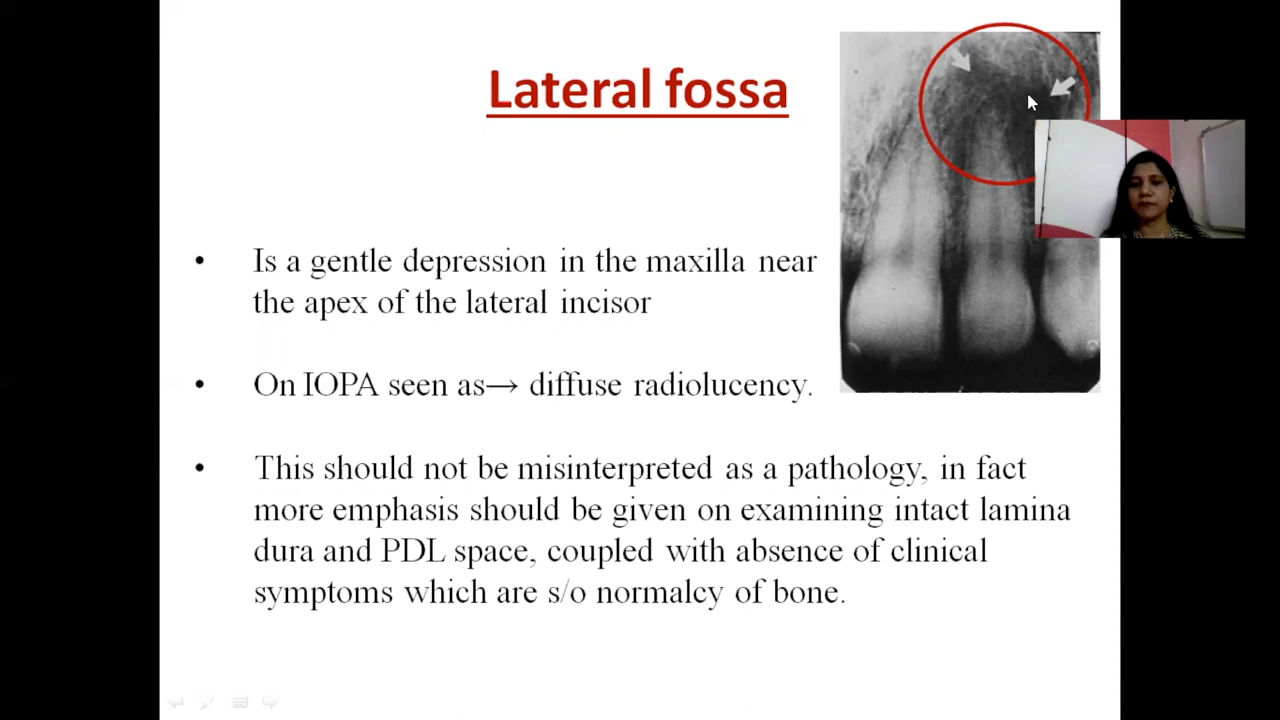 Lateral fossa
• Is a gentle depression in the maxilla near
the apex of the lateral incisor
• On IOPA seen as→ diffuse radiolucency.
• This should not be misinterpreted as a pathology, in fact
more emphasis should be given on examining intact lamina
dura and PDL space, coupled with absence of clinical
symptoms which are s/o normalcy of bone.